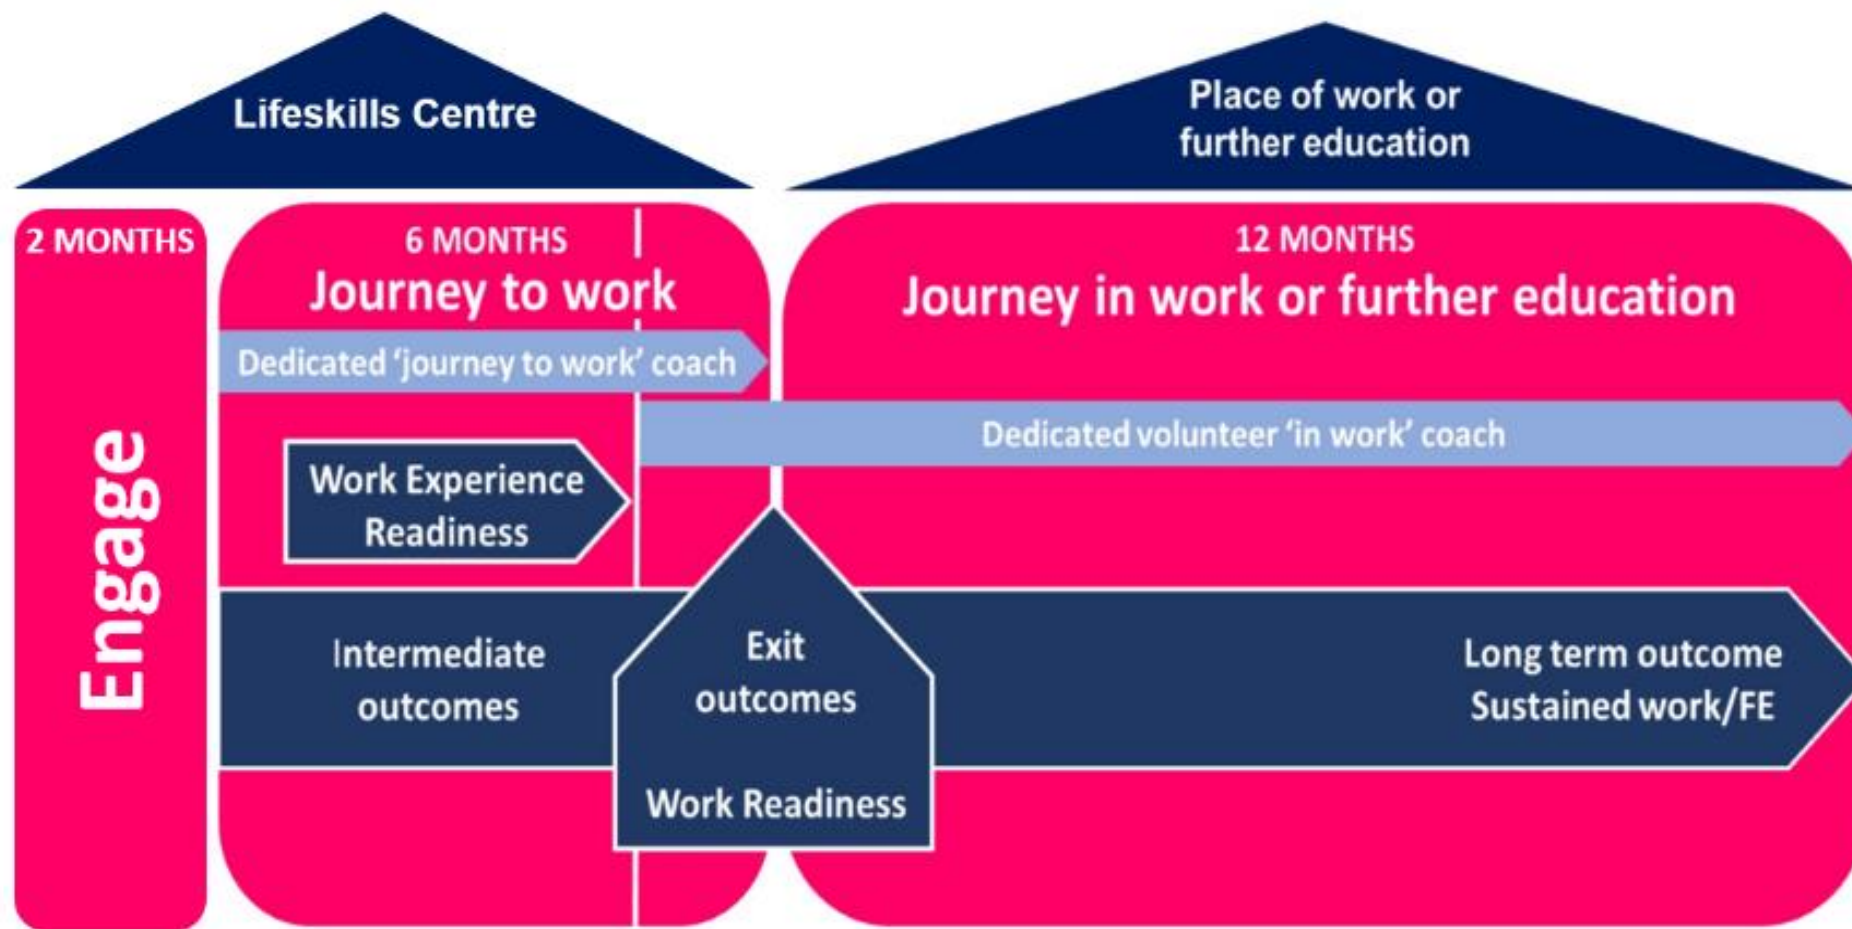 Lifeskills Centre
Place of work or
further education
2 MONTHS
Engage
6 MONTHS
Journey to work
Dedicated ‘journey to work’ coach
Work Experience
Readiness
Intermediate
outcomes
Exit
outcomes
Work Readiness
12 MONTHS
Journey in work or further education
Dedicated volunteer ‘in work’ coach
Long term outcome
Sustained work/FE